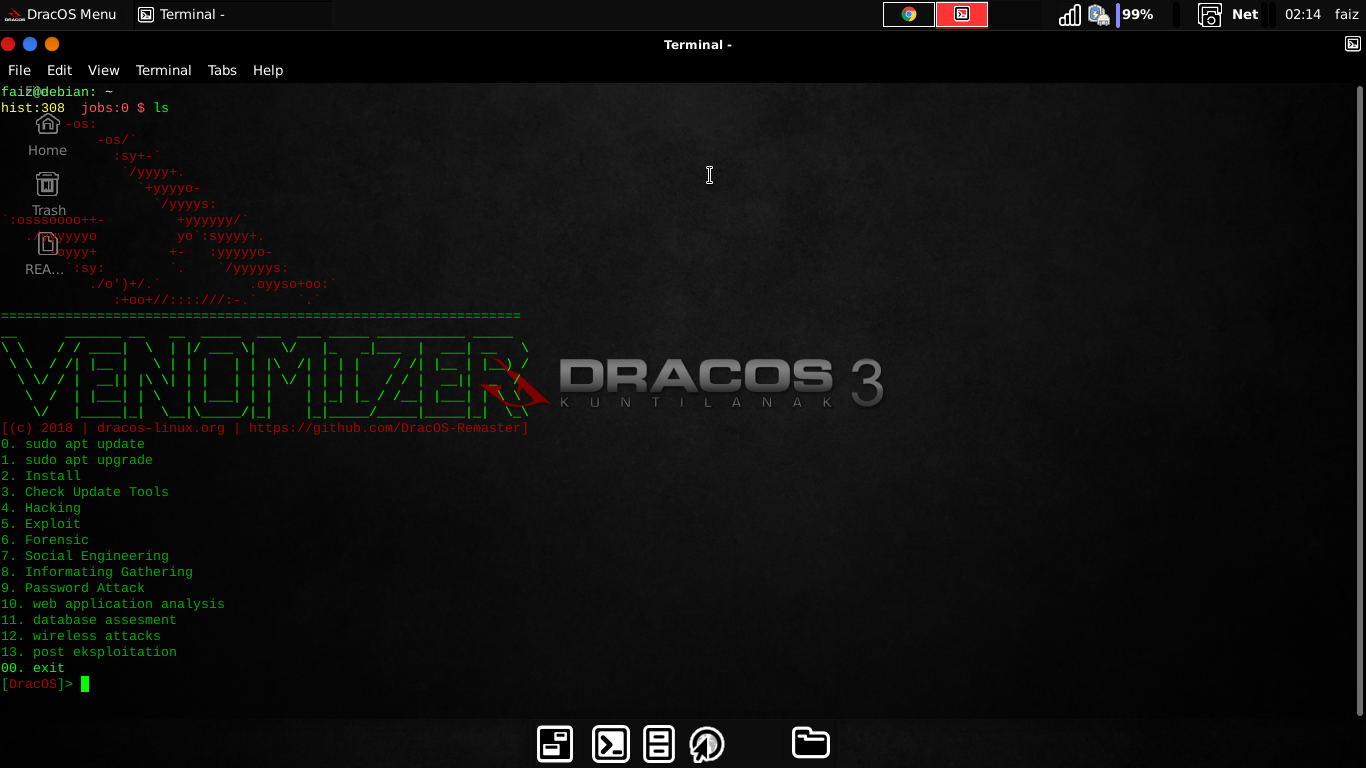 DracOS Menu
Terminal -
99%
Net
02:14
faiz
Terminal -
File Edit View Terminal Tabs Help
faiz@debian: ~
hist:308 jobs:0 $ ls
Home
Trash
REA...
VENOMIZER
DRACOS 3
KUNTILANAK
[(c) 2018 | dracos-linux.org | https://github.com/DracOS-Remaster]
0. sudo apt update
1. sudo apt upgrade
2. Install
3. Check Update Tools
4. Hacking
5. Exploit
6. Forensic
7. Social Engineering
8. Informating Gathering
9. Password Attack
10. web application analysis
11. database assesment
12. wireless attacks
13. post eksploitation
00. exit
[DracOS]>